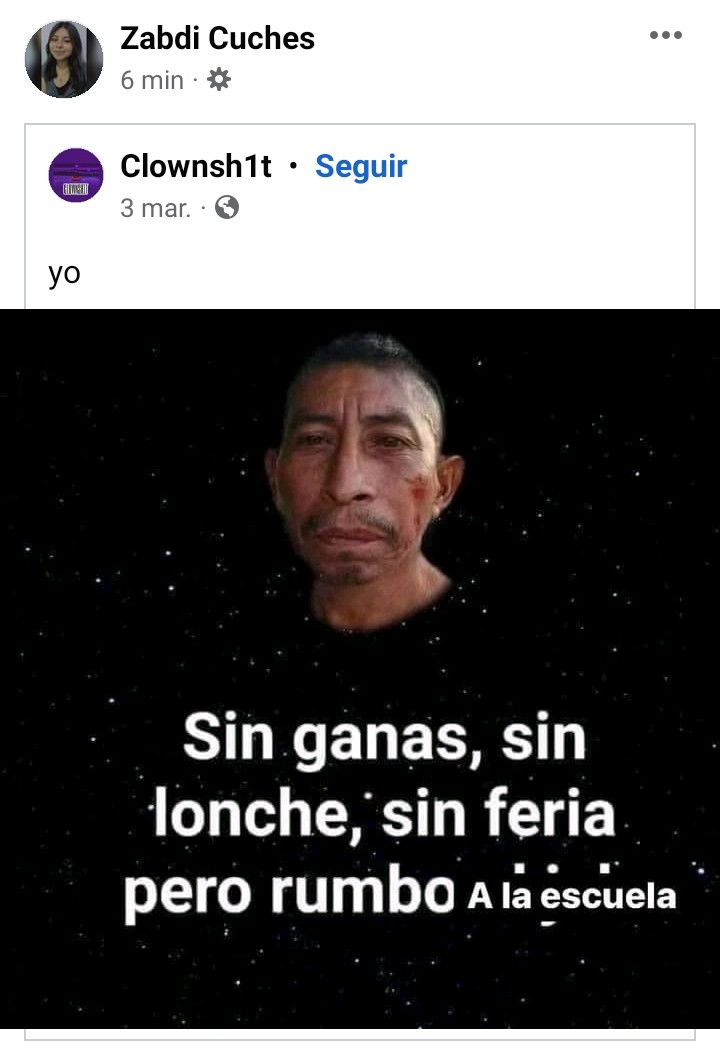 Zabdi Cuches
6 min ·
Clownsh1t • Seguir
3 mar. ·
yo
Sin ganas, sin
lonche, sin feria
pero rumbo A la escuela